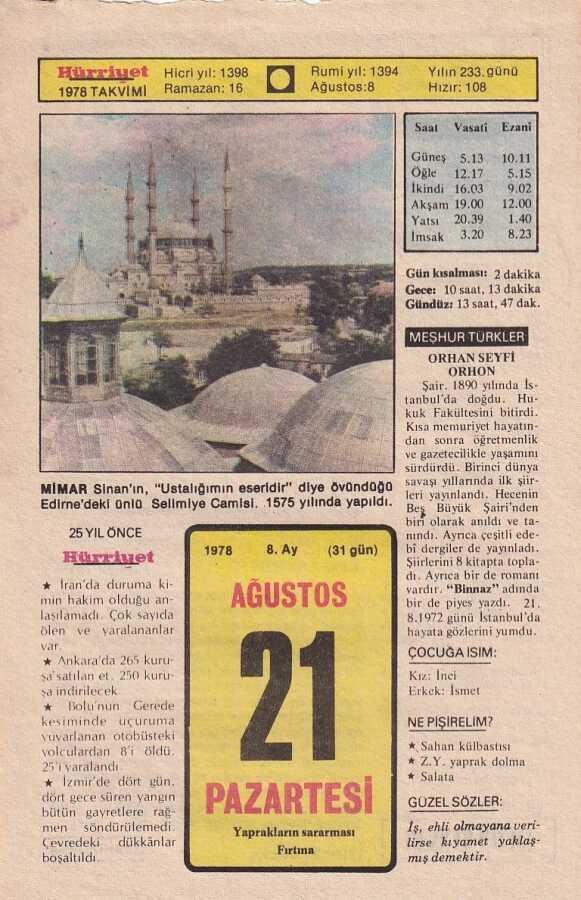 Hürriyet
1978 TAKVİMİ
Hicri yıl: 1398
Ramazan: 16
Rumi yıl: 1394
Ağustos:8
Yılın 233. günü
Hızır: 108
Saat Vasati Ezani
Güneş 5.13 10.11
Öğle 12.17 5.15
İkindi 16.03 9.02
Akşam 19.00 12.00
Yatsı 20.39 1.40
İmsak 3.20 8.23
Gün kısalması: 2 dakika
Gece: 10 saat, 13 dakika
Gündüz: 13 saat, 47 dak.
MİMAR Sinan'ın, "Ustalığımın eseridir" diye övündüğü
Edirne'deki ünlü Selimiye Camisi. 1575 yılında yapıldı.
25 YIL ÖNCE
Hürriyet
★ İran'da duruma ki-
min hakim olduğu an-
laşılamadı. Çok sayıda
ölen ve yaralananlar
var.
★ Ankara'da 265 kuru-
şa satılan et, 250 kuru-
şa indirilecek
★ Bolu'nun Gerede
kesiminde uçuruma
yuvarlanan otobüsteki
yolculardan 8'i öldü.
25'i yaralandı.
★ İzmir'de dört gün,
dört gece süren yangın
bütün gayretlere rağ-
men söndürülemedi.
Çevredeki dükkânlar
boşaltıldı.
1978 8. Ay (31 gün)
AĞUSTOS
21
PAZARTESİ
Yaprakların sararması
Fırtına
MEŞHUR TÜRKLER
ORHAN SEYFİ
ORHON
Şair. 1890 yılında İs-
tanbul'da doğdu. Hu-
kuk Fakültesini bitirdi.
Kısa memuriyet hayatın-
dan sonra öğretmenlik
ve gazetecilikle yaşamını
sürdürdü. Birinci dünya
savaşı yıllarında ilk şiir-
leri yayınlandı. Hecenin
Beş Büyük Şairi'nden
biri olarak anıldı ve ta-
nındı. Ayrıca çeşitli ede-
bî dergiler de yayınladı.
Şiirlerini 8 kitapta topla-
dı. Ayrıca bir de romanı
vardır. "Binnaz" adında
bir de piyes yazdı. 21.
8.1972 günü İstanbul'da
hayata gözlerini yumdu.
ÇOCUĞA İSİM:
Kız: İnci
Erkek: İsmet
NE PİŞİRELİM?
★ Sahan külbastısı
★ Z.Y. yaprak dolma
★ Salata
GÜZEL SÖZLER:
İş, ehli olmayana veri-
lirse kıyamet yaklaş-
mış demektir.